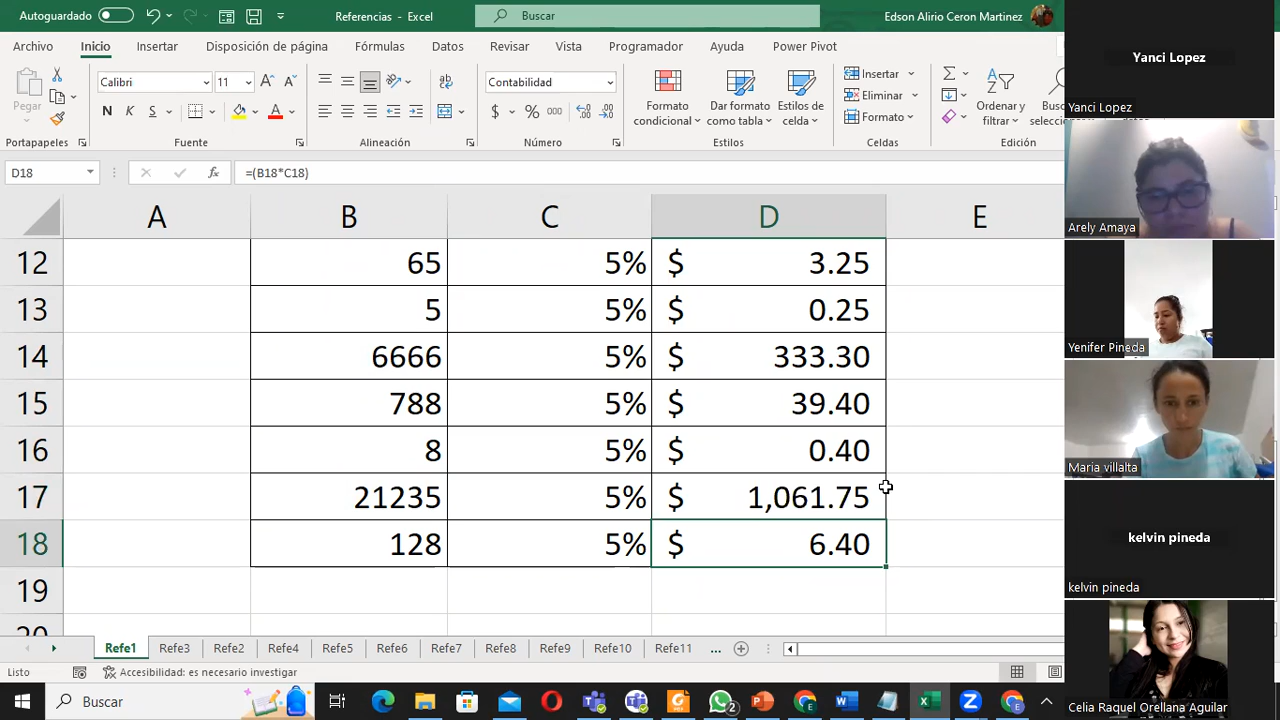 Autoguardado
Referencias - Excel
Buscar
Edson Alirio Ceron Martinez
Archivo Inicio Insertar Disposición de página Fórmulas Datos Revisar Vista Programador Ayuda Power Pivot
Pegar
Portapapeles
Calibri 11
N K S
Fuente
Alineación
Contabilidad
$ % 000
Número
Formato condicional
Dar formato como tabla
Estilos de celda
Estilos
Insertar
Eliminar
Formato
Celdas
Ordenar y filtrar
Edición
D18 fx =(B18*C18)
A B C D E
12 65 5% $ 3.25
13 5 5% $ 0.25
14 6666 5% $ 333.30
15 788 5% $ 39.40
16 8 5% $ 0.40
17 21235 5% $ 1,061.75
18 128 5% $ 6.40
19
20
Refe1 Refe3 Refe2 Refe4 Refe5 Refe6 Refe7 Refe8 Refe9 Refe10 Refe11 ...
Listo Accesibilidad: es necesario investigar
Buscar
2
Yanci Lopez
Yanci Lopez
Arely Amaya
Yenifer Pineda
Maria villalta
kelvin pineda
kelvin pineda
Celia Raquel Orellana Aguilar